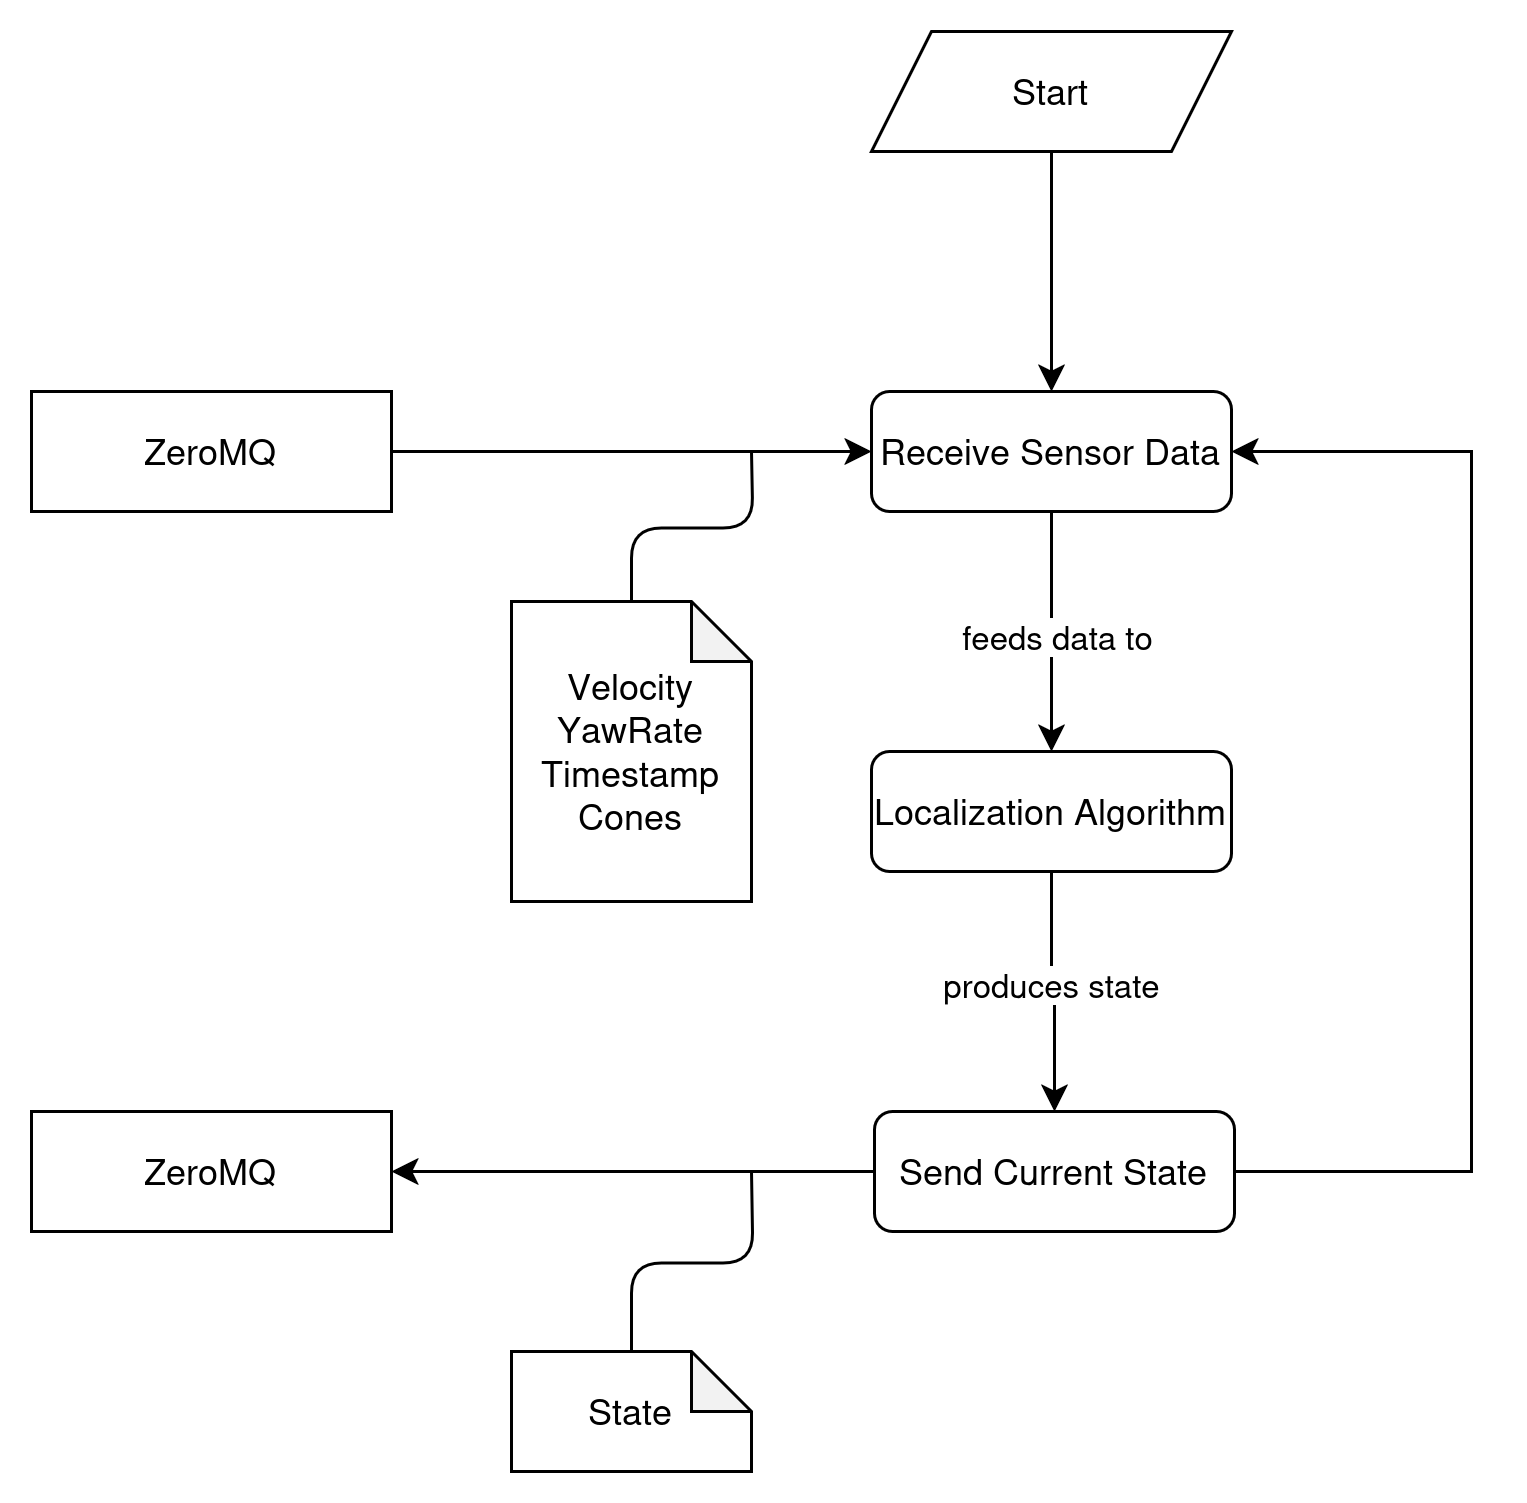 Start
ZeroMQ
Receive Sensor Data
feeds data to
Velocity
YawRate
Timestamp
Cones
Localization Algorithm
produces state
ZeroMQ
Send Current State
State